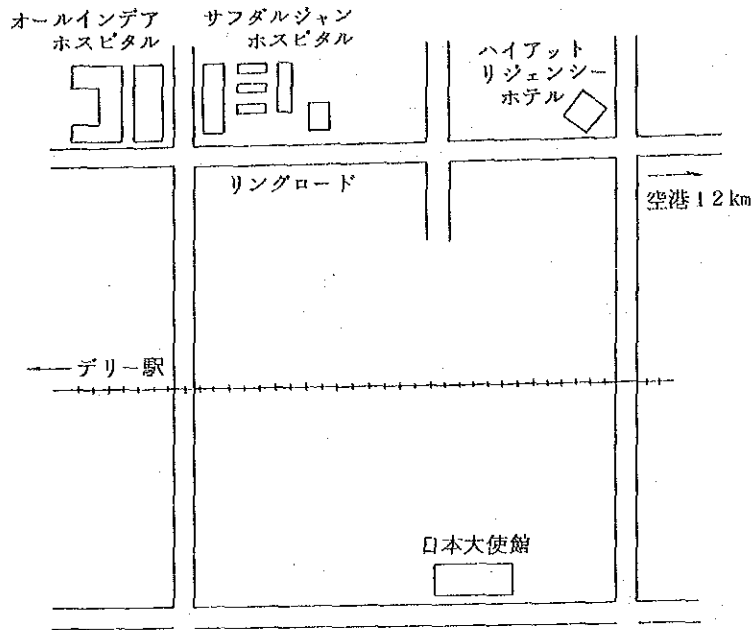 オールインデア
ホスピタル
サフダルジャン
ホスピタル
ハイアット
リジェンシー
ホテル
リングロード
空港12km
デリー駅
日本大使館